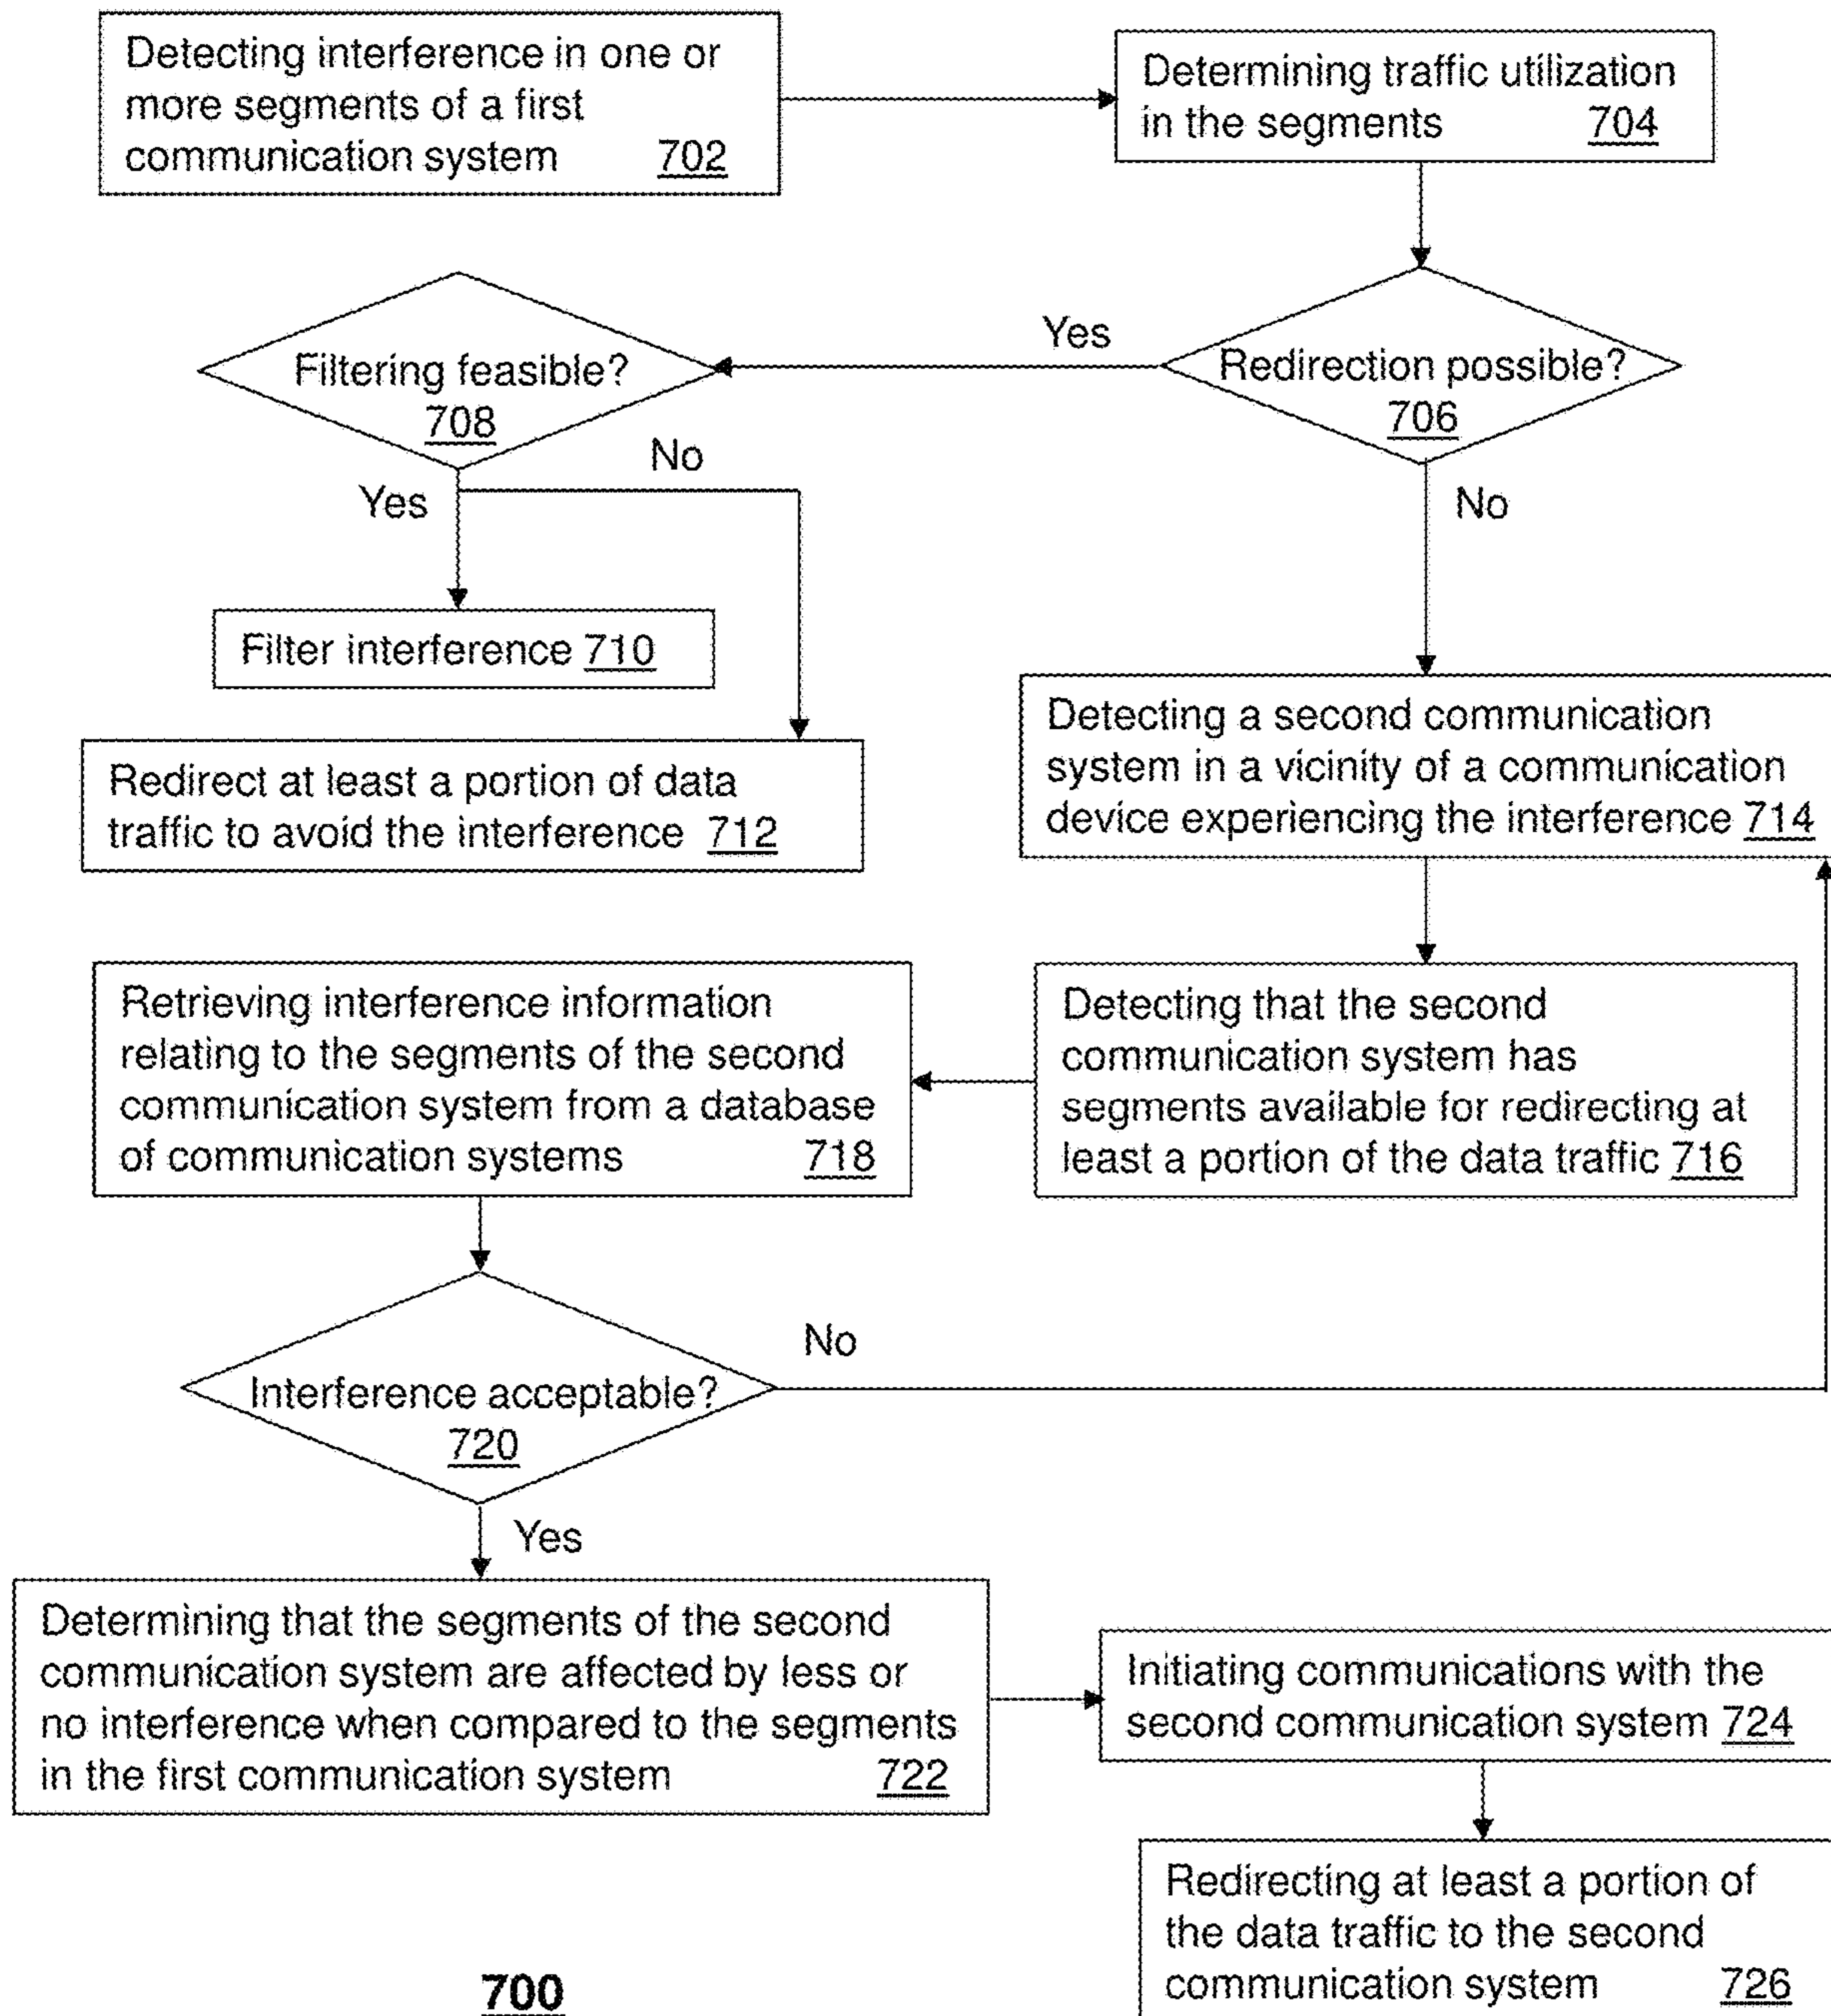 Detecting interference in one or
more segments of a first
communication system 702
Determining traffic utilization
in the segments 704
Redirection possible?
706
Yes
No
Filtering feasible?
708
No
Yes
Filter interference 710
Redirect at least a portion of data
traffic to avoid the interference 712
Detecting a second communication
system in a vicinity of a communication
device experiencing the interference 714
Detecting that the second
communication system has
segments available for redirecting at
least a portion of the data traffic 716
Retrieving interference information
relating to the segments of the second
communication system from a database
of communication systems 718
Interference acceptable?
720
No
Yes
Determining that the segments of the second
communication system are affected by less or
no interference when compared to the segments
in the first communication system 722
Initiating communications with the
second communication system 724
Redirecting at least a portion of
the data traffic to the second
communication system 726
700